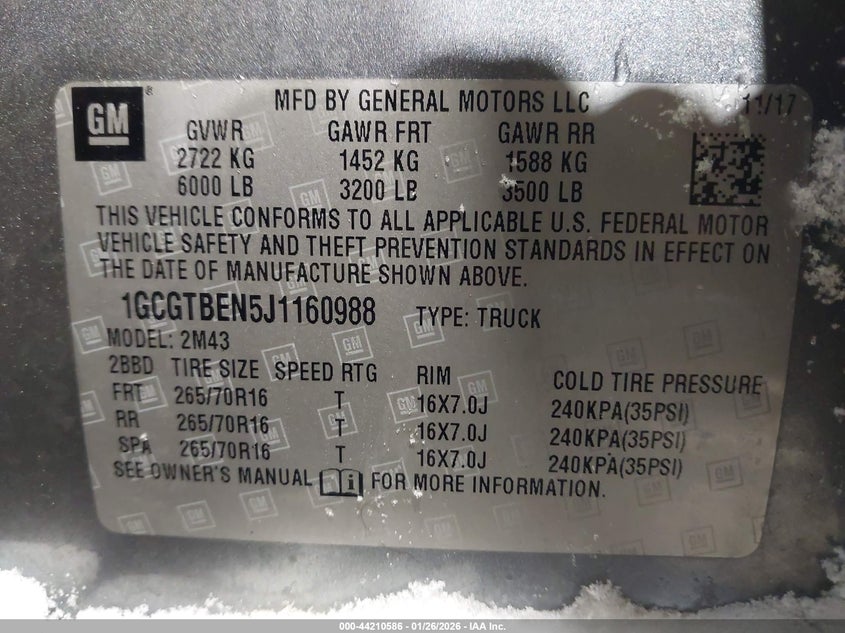 GM
MFD BY GENERAL MOTORS LLC 11/17
GVWR GAWR FRT GAWR RR
2722 KG 1452 KG 1588 KG
6000 LB 3200 LB 3500 LB
THIS VEHICLE CONFORMS TO ALL APPLICABLE U.S. FEDERAL MOTOR
VEHICLE SAFETY AND THEFT PREVENTION STANDARDS IN EFFECT ON
THE DATE OF MANUFACTURE SHOWN ABOVE.
1GCGTBEN5J1160988 TYPE: TRUCK
MODEL: 2M43
2BBD TIRE SIZE SPEED RTG RIM COLD TIRE PRESSURE
FRT 265/70R16 T 16X7.0J 240KPA(35PSI)
RR 265/70R16 T 16X7.0J 240KPA(35PSI)
SPA 265/70R16 T 16X7.0J 240KPA(35PSI)
SEE OWNER'S MANUAL i FOR MORE INFORMATION.
000-44210586 - 01/26/2026 - IAA Inc.